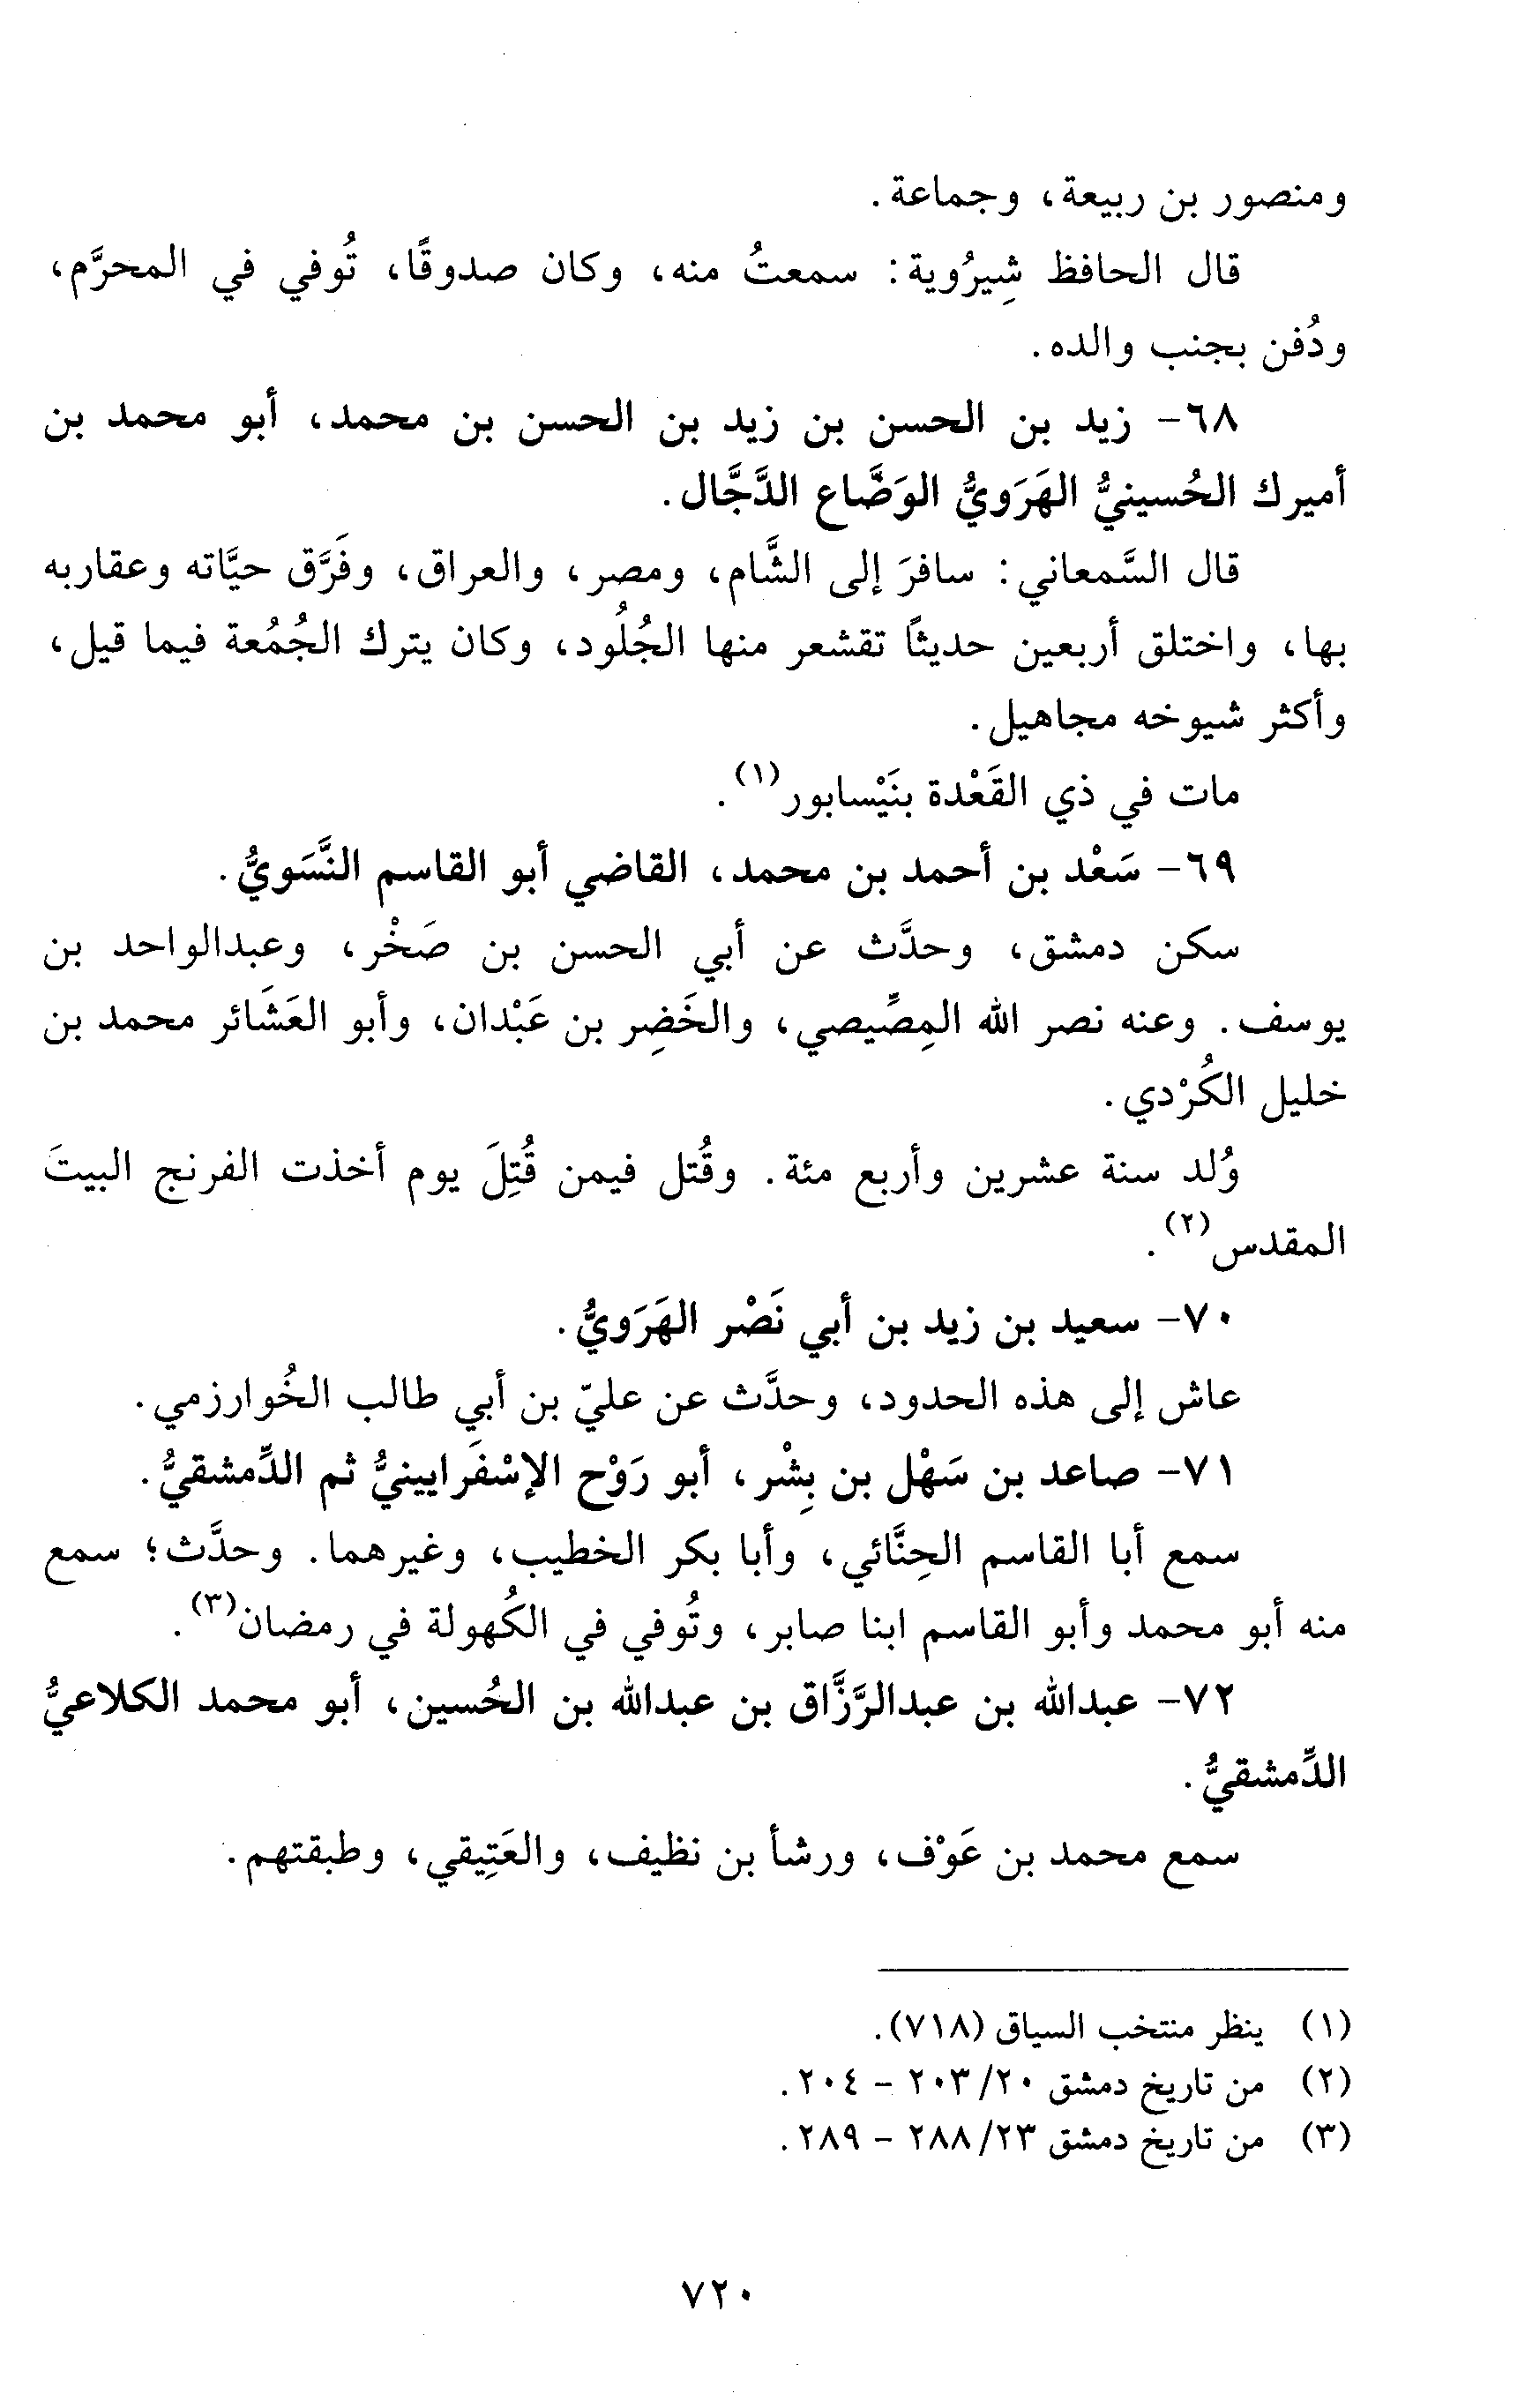 ومنصور بن ربيعة، وجماعة.
قال الحافظ شِيرُوية: سمعتُ منه، وكان صدوقًا، تُوفي في المحرَّم،
ودُفن بجنب والده.
٦٨- زيد بن الحسن بن زيد بن الحسن بن محمد، أبو محمد بن
أميرك الحُسينيُّ الهَرَويُّ الوَضَّاع الدَّجَّال.
قال السَّمعاني: سافرَ إلى الشَّام، ومصر، والعراق، وفَرَّق حيَّاته وعقاربه
بها، واختلق أربعين حديثًا تقشعر منها الجُلُود، وكان يترك الجُمُعة فيما قيل،
وأكثر شيوخه مجاهيل.
مات في ذي القَعْدة بنَيْسابور(١).
٦٩- سَعْد بن أحمد بن محمد، القاضي أبو القاسم النَّسَويُّ.
سكن دمشق، وحدَّث عن أبي الحسن بن صَخْر، وعبدالواحد بن
يوسف. وعنه نصر الله المِصِّيصي، والخَضِر بن عَبْدان، وأبو العَشَائر محمد بن
خليل الكُرْدي.
وُلد سنة عشرين وأربع مئة. وقُتل فيمن قُتِلَ يوم أخذت الفرنج البيتَ
المقدس(٢).
٧٠- سعيد بن زيد بن أبي نَصْر الهَرَويُّ.
عاش إلى هذه الحدود، وحدَّث عن عليّ بن أبي طالب الخُوارزمي.
٧١- صاعد بن سَهْل بن بِشْر، أبو رَوْح الإسْفَرايينيُّ ثم الدِّمشقيُّ.
سمع أبا القاسم الحِنَّائي، وأبا بكر الخطيب، وغيرهما. وحدَّث؛ سمع
منه أبو محمد وأبو القاسم ابنا صابر، وتُوفي في الكُهولة في رمضان(٣).
٧٢- عبدالله بن عبدالرَّزَّاق بن عبدالله بن الحُسين، أبو محمد الكلاعيُّ
الدِّمشقيُّ.
سمع محمد بن عَوْف، ورشأ بن نظيف، والعَتِيقي، وطبقتهم.
(١) ينظر منتخب السياق (٧١٨).
(٢) من تاريخ دمشق ٢٠/ ٢٠٣ - ٢٠٤.
(٣) من تاريخ دمشق ٢٣/ ٢٨٨ - ٢٨٩.
٧٢٠